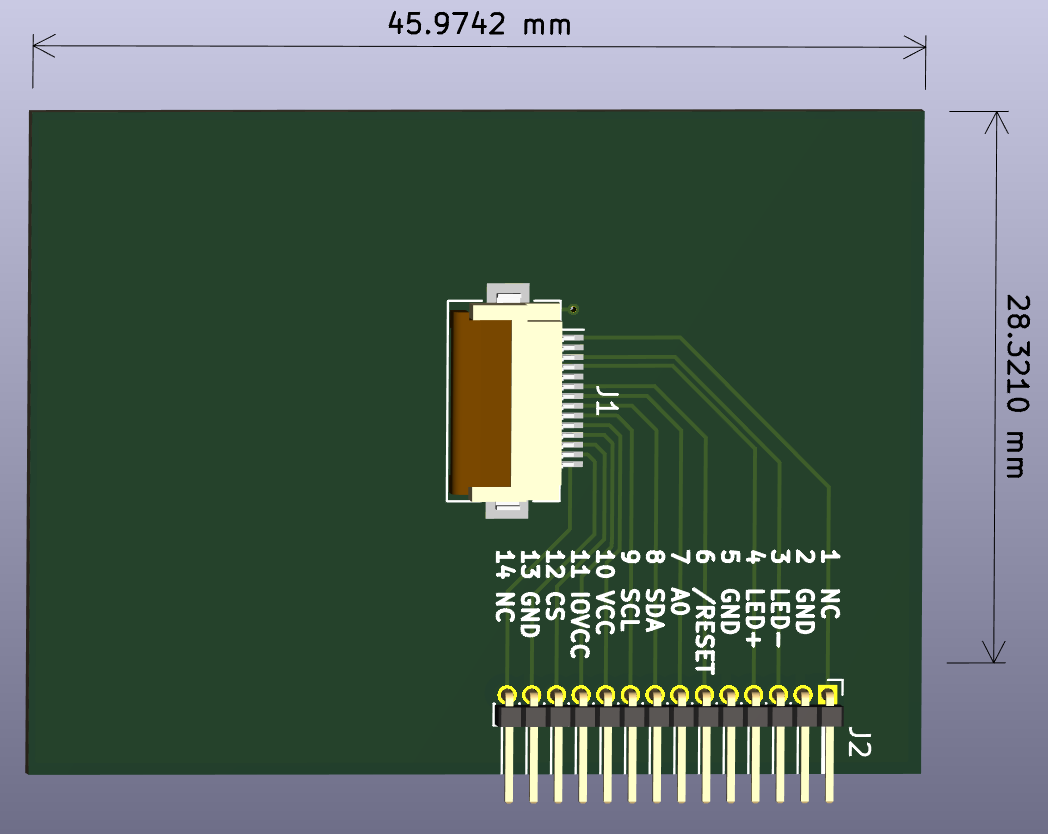 45.9742 mm
28.3210 mm
J1
1 NC
2 GND
3 LED-
4 LED+
5 GND
6 /RESET
7 A0
8 SDA
9 SCL
10 VCC
11 IOVCC
12 CS
13 GND
14 NC
J2